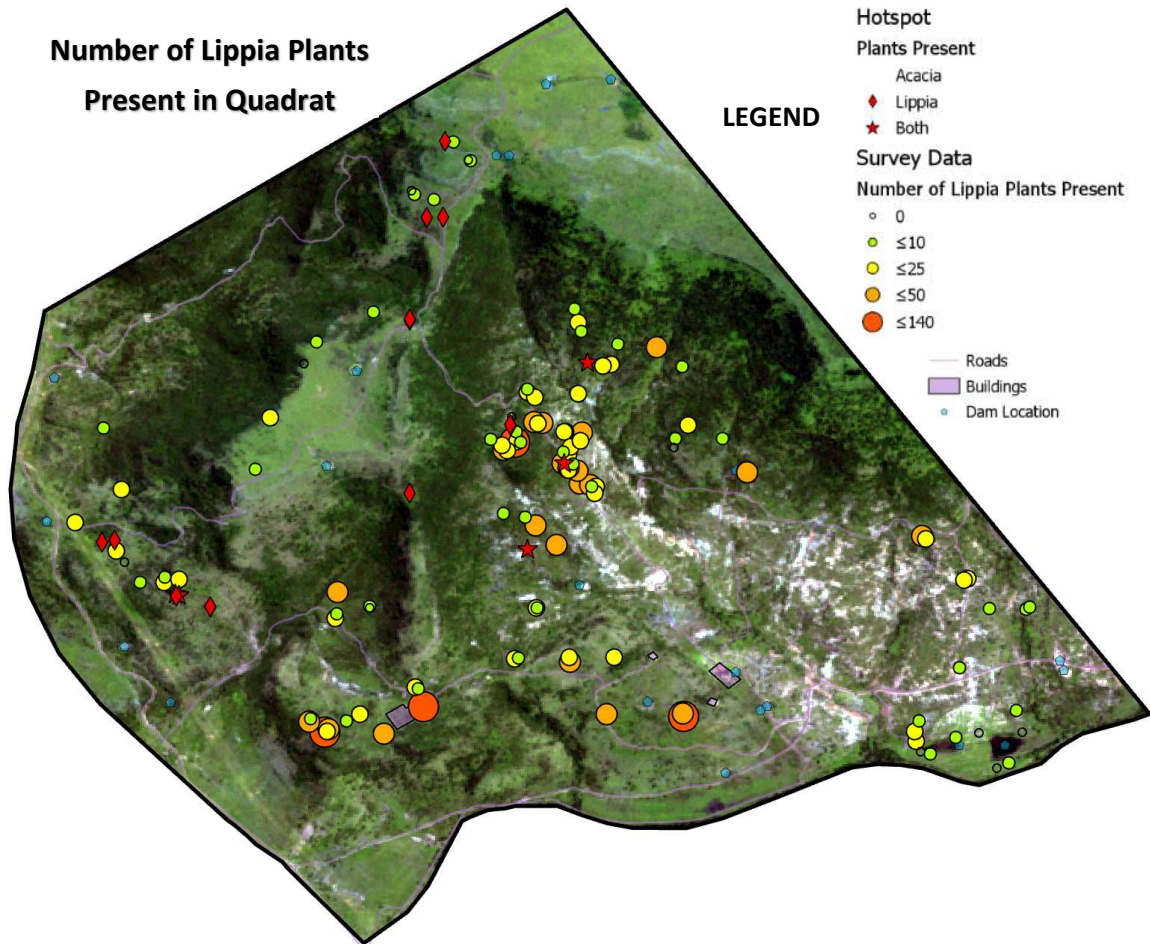 Number of Lippia Plants
Present in Quadrat
LEGEND
Hotspot
Plants Present
Acacia
Lippia
Both
Survey Data
Number of Lippia Plants Present
0
≤10
≤25
≤50
≤140
Roads
Buildings
Dam Location